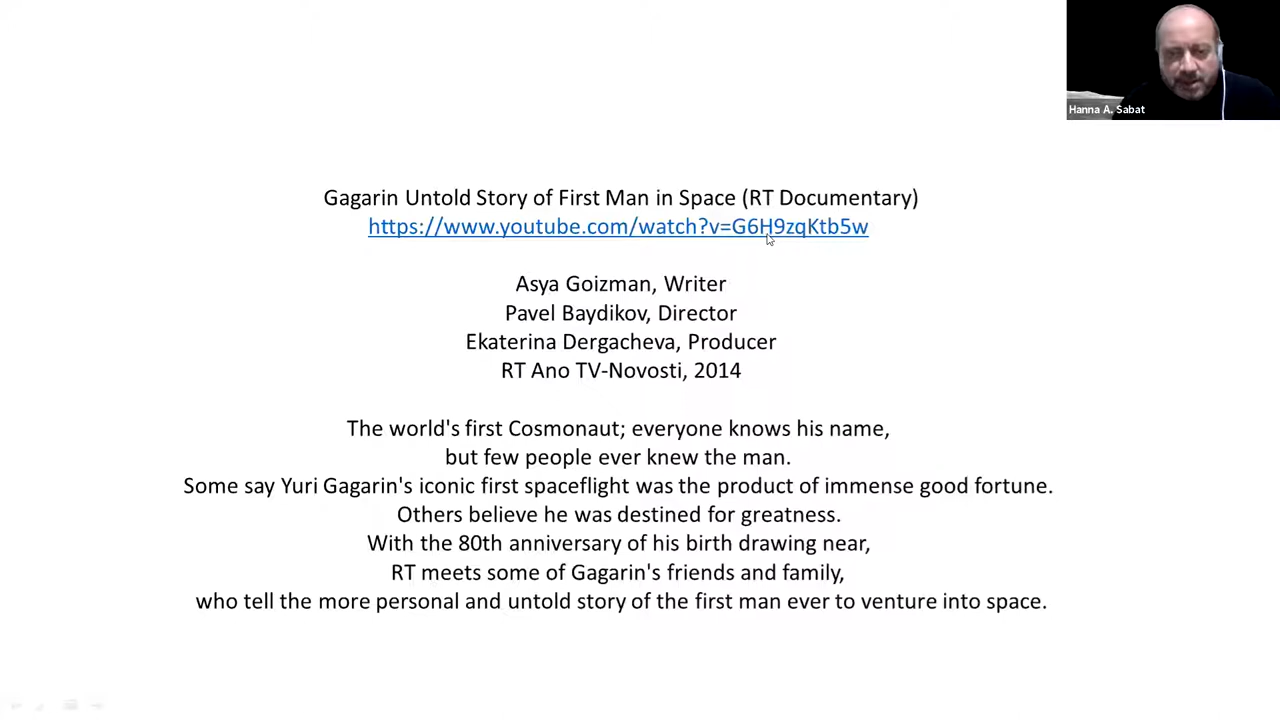 Hanna A. Sabat
Gagarin Untold Story of First Man in Space (RT Documentary)
https://www.youtube.com/watch?v=G6H9zqKtb5w
Asya Goizman, Writer
Pavel Baydikov, Director
Ekaterina Dergacheva, Producer
RT Ano TV-Novosti, 2014
The world's first Cosmonaut; everyone knows his name,
but few people ever knew the man.
Some say Yuri Gagarin's iconic first spaceflight was the product of immense good fortune.
Others believe he was destined for greatness.
With the 80th anniversary of his birth drawing near,
RT meets some of Gagarin's friends and family,
who tell the more personal and untold story of the first man ever to venture into space.